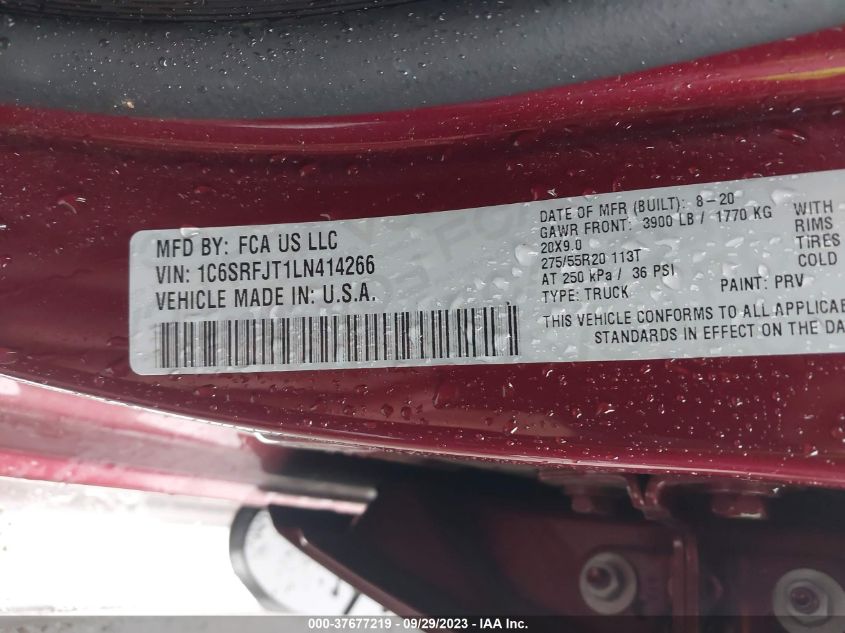 MFD BY: FCA US LLC
VIN: 1C6SRFJT1LN414266
VEHICLE MADE IN: U.S.A.
DATE OF MFR (BUILT): 8-20
GAWR FRONT: 3900 LB / 1770 KG WITH
20X9.0 RIMS
275/55R20 113T TIRES
AT 250 kPa / 36 PSI COLD
TYPE: TRUCK PAINT: PRV
THIS VEHICLE CONFORMS TO ALL APPLICAB
STANDARDS IN EFFECT ON THE DA
000-37677219 - 09/29/2023 - IAA Inc.